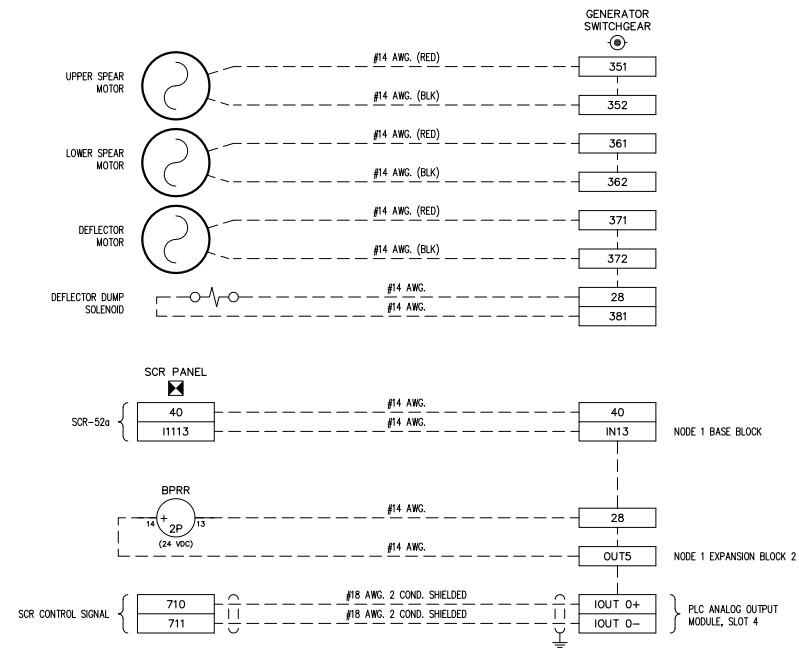 GENERATOR
SWITCHGEAR
UPPER SPEAR
MOTOR
#14 AWG. (RED)
351
#14 AWG. (BLK)
352
LOWER SPEAR
MOTOR
#14 AWG. (RED)
361
#14 AWG. (BLK)
362
DEFLECTOR
MOTOR
#14 AWG. (RED)
371
#14 AWG. (BLK)
372
DEFLECTOR DUMP
SOLENOID
#14 AWG.
28
#14 AWG.
381
SCR PANEL
SCR-52a
40
#14 AWG.
40
I1113
#14 AWG.
IN13
NODE 1 BASE BLOCK
BPRR
14
+
2P
13
(24 VDC)
#14 AWG.
28
#14 AWG.
OUT5
NODE 1 EXPANSION BLOCK 2
SCR CONTROL SIGNAL
710
#18 AWG. 2 COND. SHIELDED
IOUT 0+
711
#18 AWG. 2 COND. SHIELDED
IOUT 0-
PLC ANALOG OUTPUT
MODULE, SLOT 4